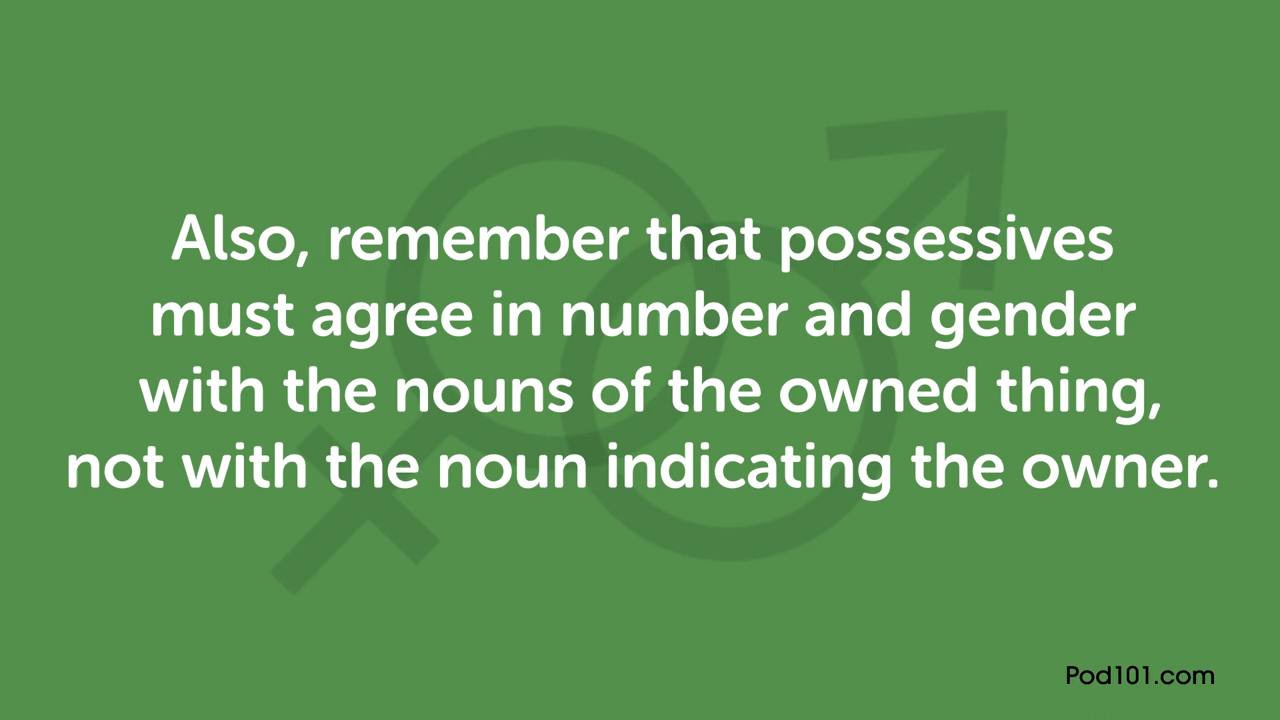 Also, remember that possessives
must agree in number and gender
with the nouns of the owned thing,
not with the noun indicating the owner.
Pod101.com